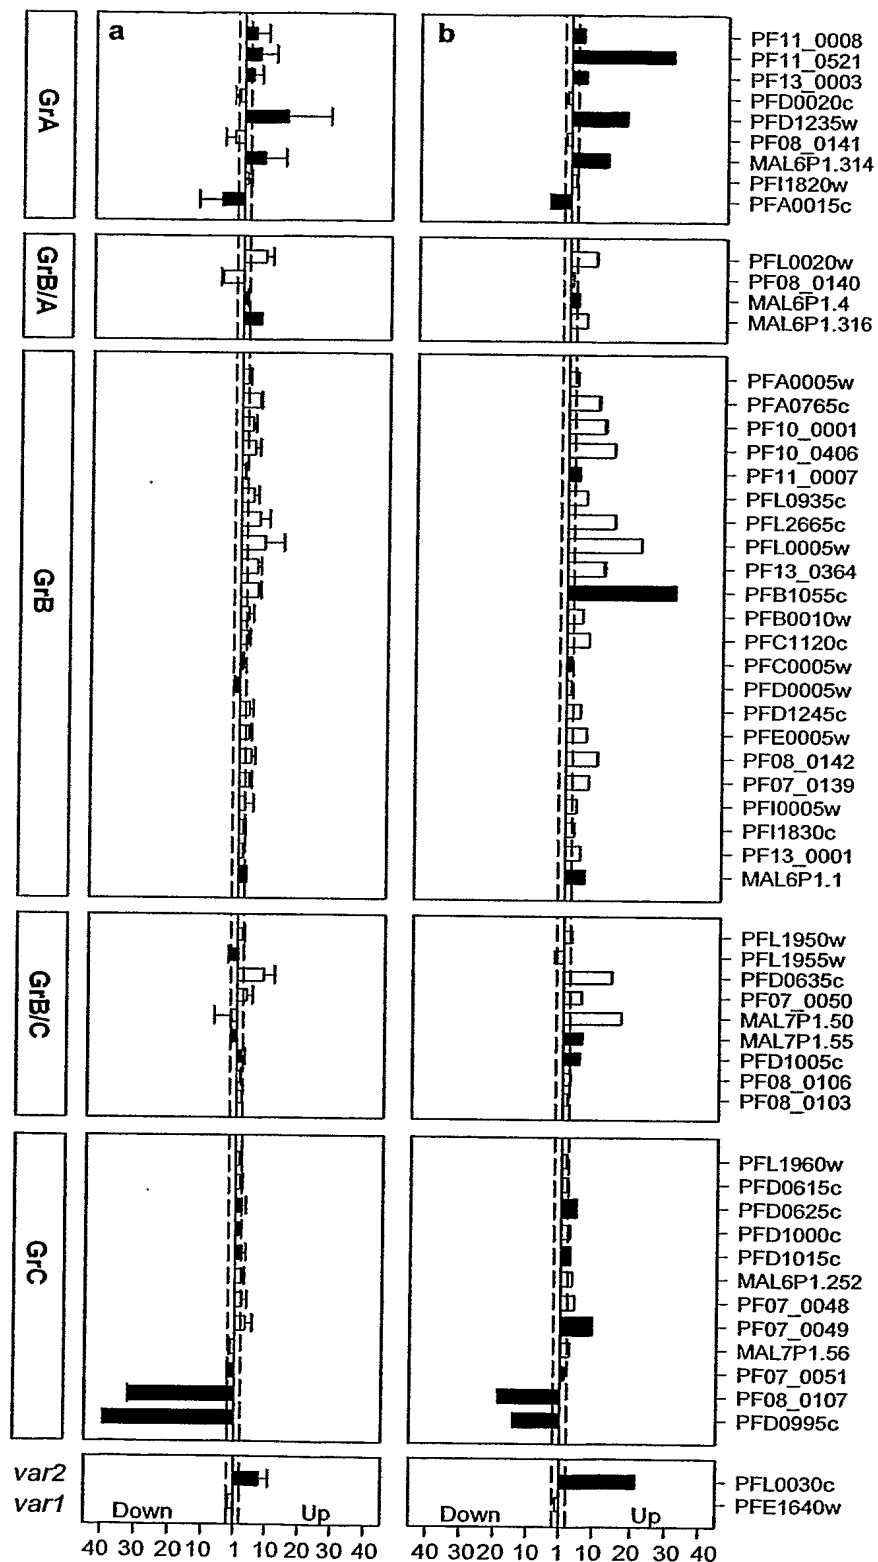 a
b
GrA
PF11_0008
PF11_0521
PF13_0003
PFD0020c
PFD1235w
PF08_0141
MAL6P1.314
PFI1820w
PFA0015c
GrB/A
PFL0020w
PF08_0140
MAL6P1.4
MAL6P1.316
GrB
PFA0005w
PFA0765c
PF10_0001
PF10_0406
PF11_0007
PFL0935c
PFL2665c
PFL0005w
PF13_0364
PFB1055c
PFB0010w
PFC1120c
PFC0005w
PFD0005w
PFD1245c
PFE0005w
PF08_0142
PF07_0139
PFI0005w
PFI1830c
PF13_0001
MAL6P1.1
GrB/C
PFL1950w
PFL1955w
PFD0635c
PF07_0050
MAL7P1.50
MAL7P1.55
PFD1005c
PF08_0106
PF08_0103
GrC
PFL1960w
PFD0615c
PFD0625c
PFD1000c
PFD1015c
MAL6P1.252
PF07_0048
PF07_0049
MAL7P1.56
PF07_0051
PF08_0107
PFD0995c
var2
PFL0030c
var1
PFE1640w
Down Up Down Up
40 30 20 10 1 10 20 30 40 40 30 20 10 1 10 20 30 40